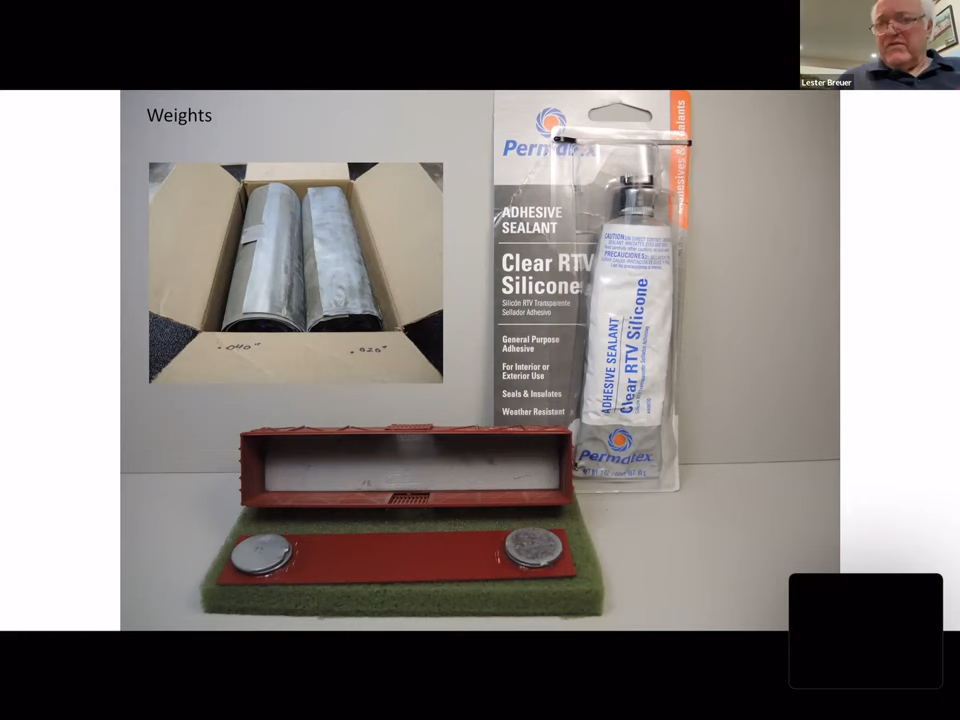 Lester Breuer
Weights
Permatex
Adhesives & Sealants
ADHESIVE
SEALANT
Clear RTV
Silicone
Silicón RTV Transparente
Sellador Adhesivo
General Purpose
Adhesive
For Interior or
Exterior Use
Seals & Insulates
Weather Resistant
CAUTION:
PRECAUCIONES:
ADHESIVE SEALANT
Clear RTV Silicone
Permatex
.040"
.020"